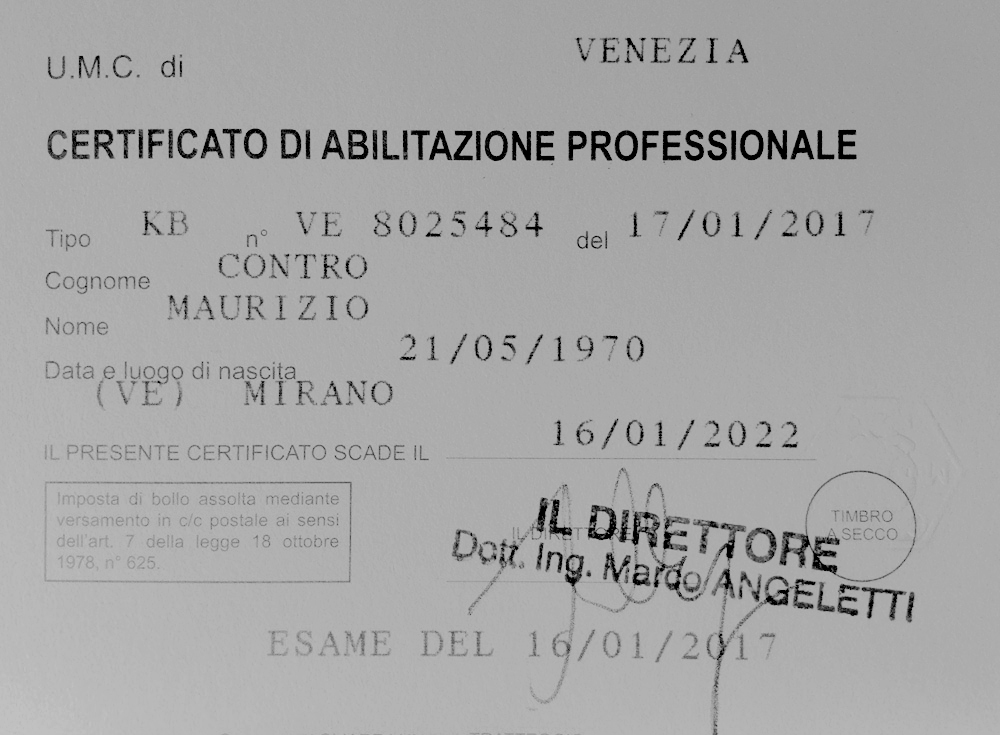 U.M.C. di VENEZIA
CERTIFICATO DI ABILITAZIONE PROFESSIONALE
Tipo KB n° VE 8025484 del 17/01/2017
Cognome CONTRO
Nome MAURIZIO
Data e luogo di nascita 21/05/1970
(VE) MIRANO
IL PRESENTE CERTIFICATO SCADE IL 16/01/2022
Imposta di bollo assolta mediante
versamento in c/c postale ai sensi
dell'art. 7 della legge 18 ottobre
1978, n° 625.
IL DIRETTORE
Dott. Ing. Marco ANGELETTI
TIMBRO
A SECCO
ESAME DEL 16/01/2017